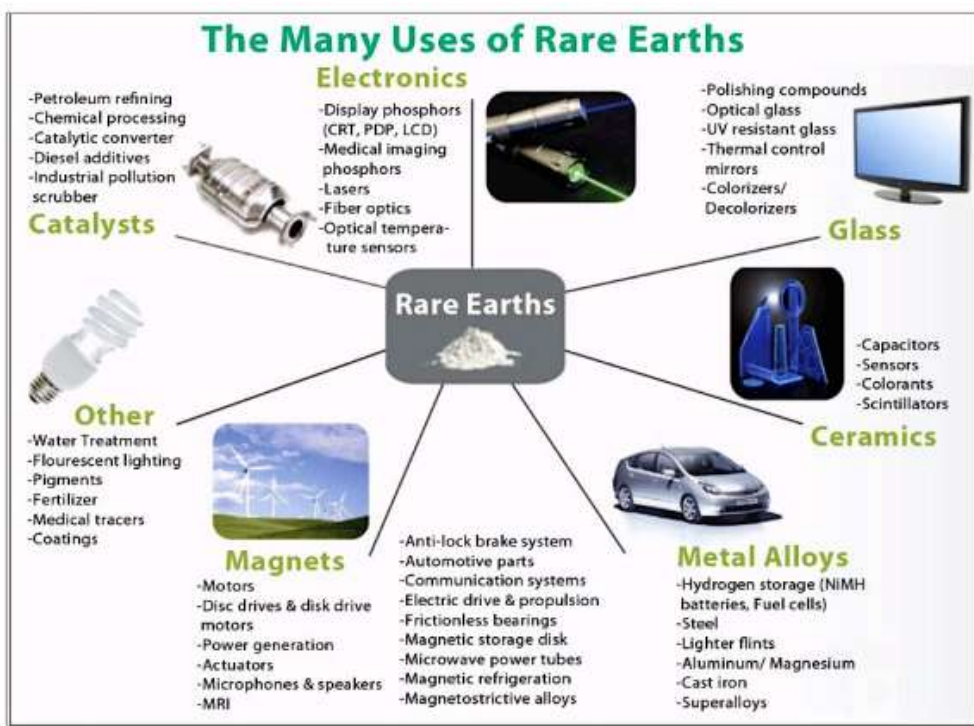 The Many Uses of Rare Earths
-Petroleum refining
-Chemical processing
-Catalytic converter
-Diesel additives
-Industrial pollution
scrubber
Catalysts
Electronics
-Display phosphors
(CRT, PDP, LCD)
-Medical imaging
phosphors
-Lasers
-Fiber optics
-Optical tempera-
ture sensors
-Polishing compounds
-Optical glass
-UV resistant glass
-Thermal control
mirrors
-Colorizers/
Decolorizers
Glass
Rare Earths
-Capacitors
-Sensors
-Colorants
-Scintillators
Ceramics
Other
-Water Treatment
-Flourescent lighting
-Pigments
-Fertilizer
-Medical tracers
-Coatings
Magnets
-Motors
-Disc drives & disk drive
motors
-Power generation
-Actuators
-Microphones & speakers
-MRI
-Anti-lock brake system
-Automotive parts
-Communication systems
-Electric drive & propulsion
-Frictionless bearings
-Magnetic storage disk
-Microwave power tubes
-Magnetic refrigeration
-Magnetostrictive alloys
Metal Alloys
-Hydrogen storage (NiMH
batteries, Fuel cells)
-Steel
-Lighter flints
-Aluminum/ Magnesium
-Cast iron
-Superalloys